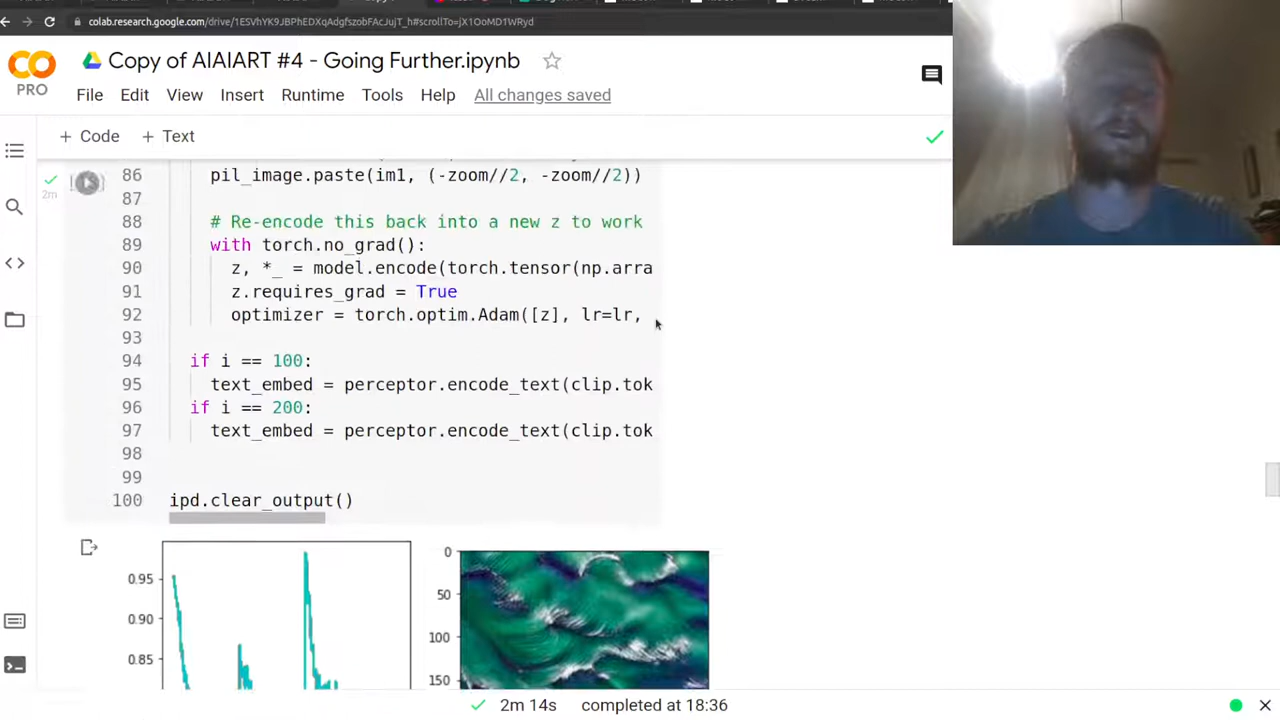 colab.research.google.com/drive/1ESVhYK9JBPhEDXqAdgfszobFAcJujT_h#scrollTo=jX1OoMD1WRyd
CO
PRO
Copy of AIAIART #4 - Going Further.ipynb
File Edit View Insert Runtime Tools Help All changes saved
+ Code + Text
86 pil_image.paste(im1, (-zoom//2, -zoom//2))
2m
87
88 # Re-encode this back into a new z to work
89 with torch.no_grad():
90 z, *_ = model.encode(torch.tensor(np.arra
91 z.requires_grad = True
92 optimizer = torch.optim.Adam([z], lr=lr,
93
94 if i == 100:
95 text_embed = perceptor.encode_text(clip.tok
96 if i == 200:
97 text_embed = perceptor.encode_text(clip.tok
98
99
100 ipd.clear_output()
0.95
0.90
0.85
0
50
100
150
2m 14s completed at 18:36